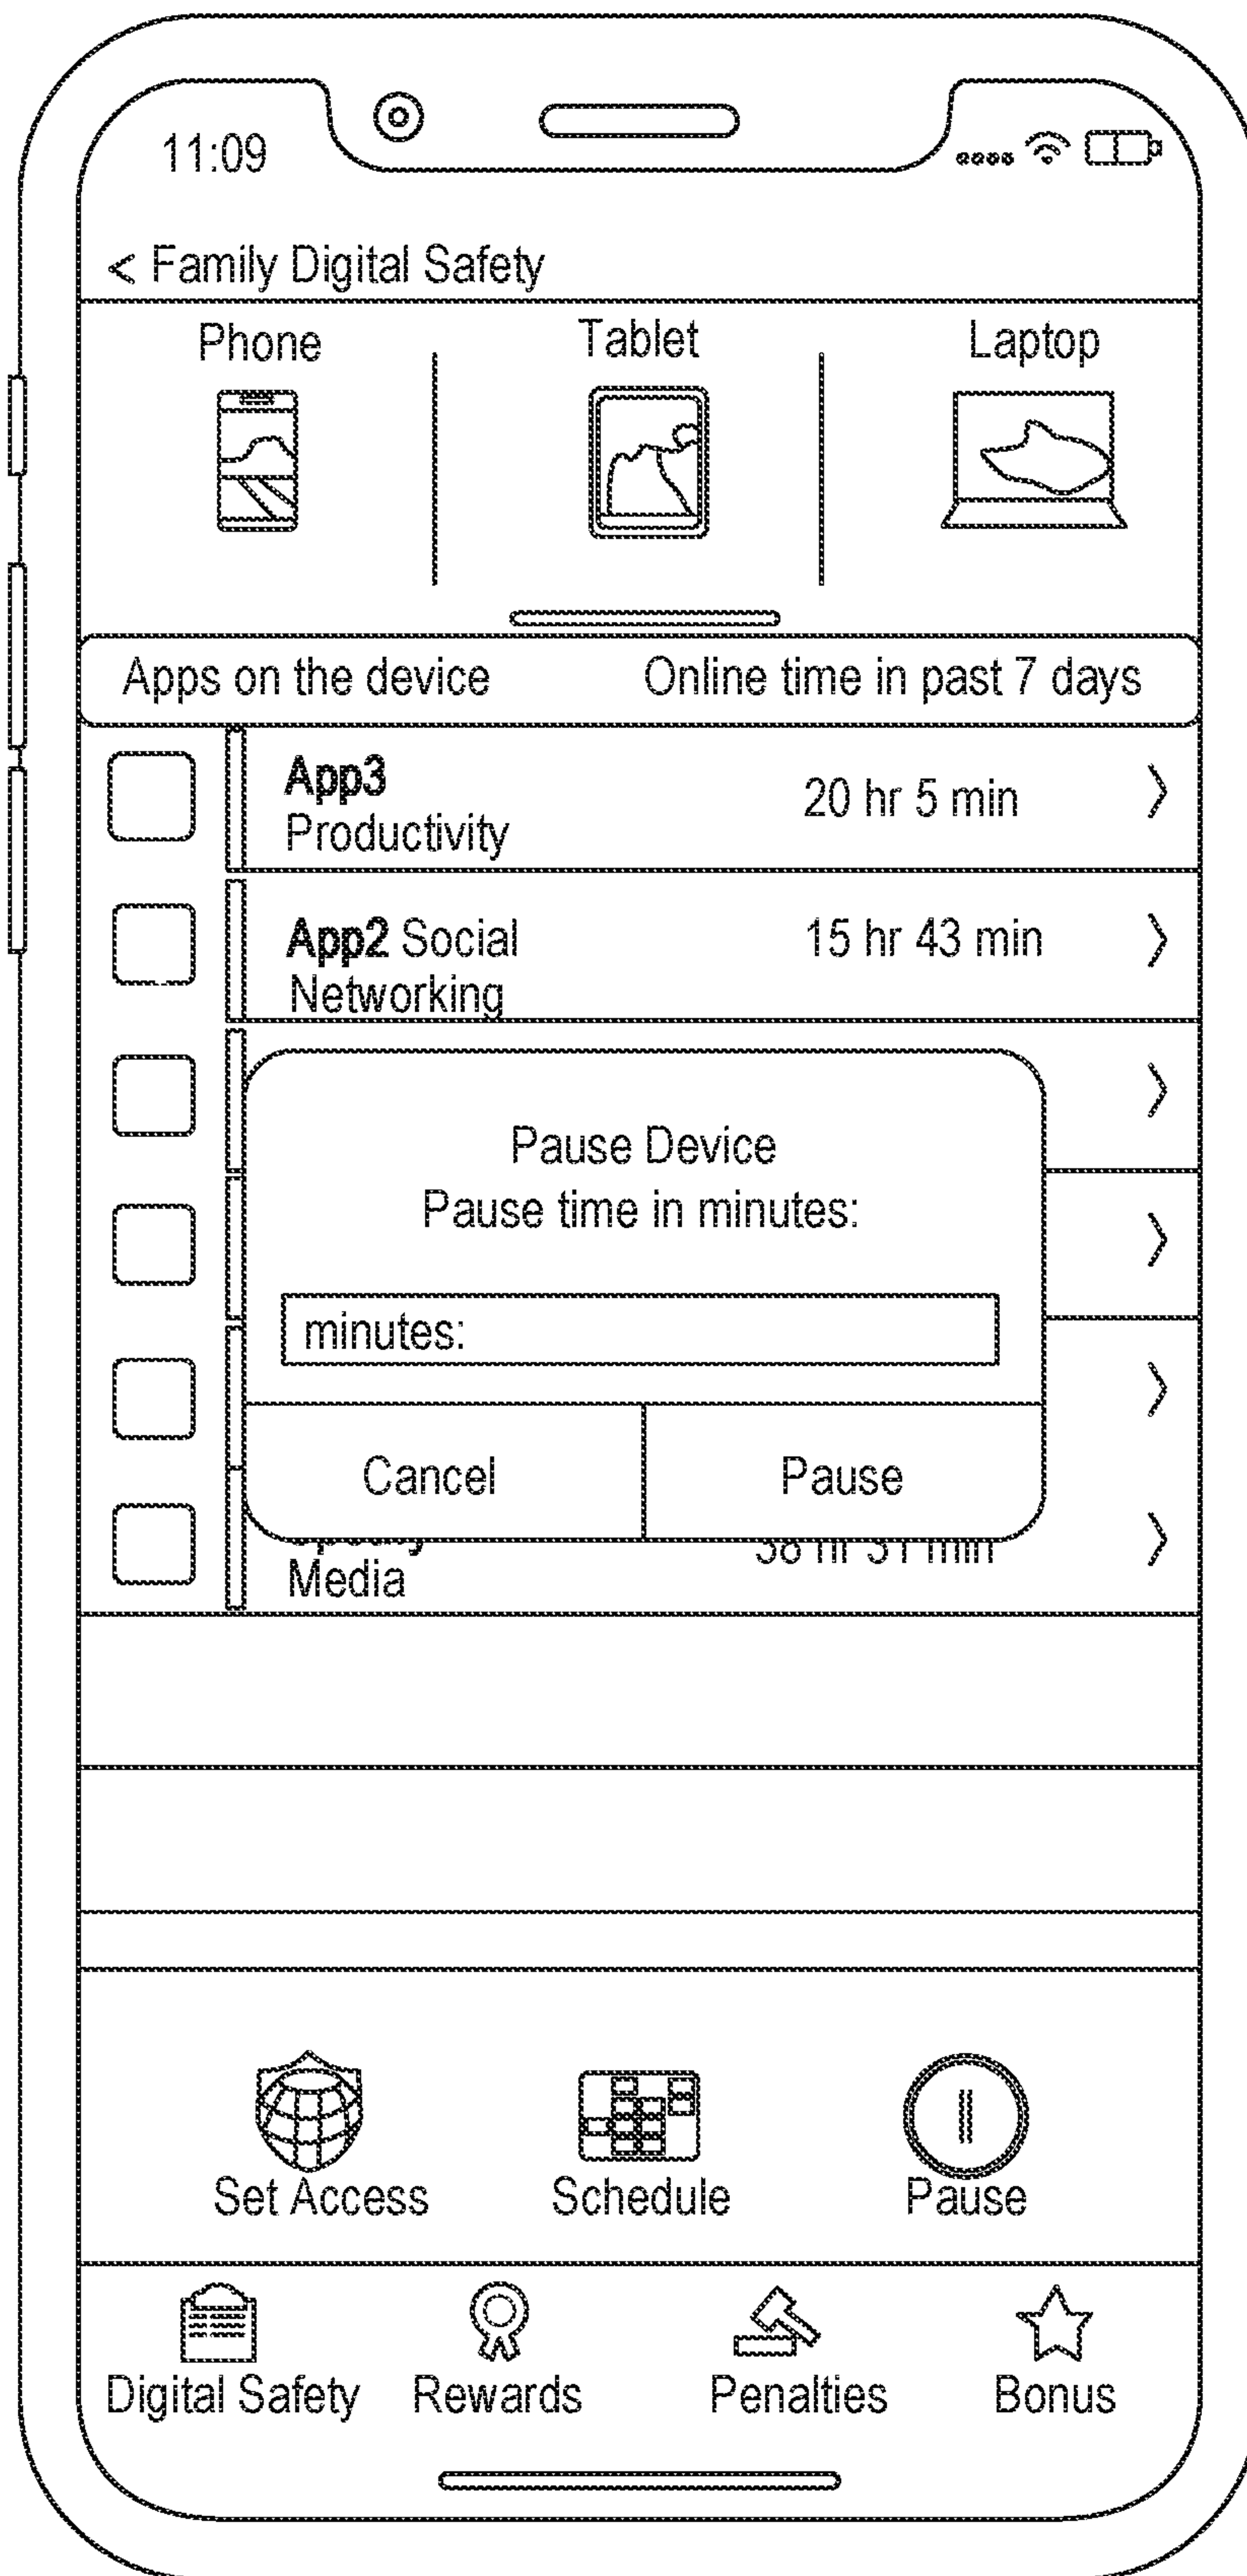 11:09
< Family Digital Safety
Phone Tablet Laptop
Apps on the device Online time in past 7 days
App3
Productivity
20 hr 5 min
App2 Social
Networking
15 hr 43 min
Pause Device
Pause time in minutes:
minutes:
Cancel Pause
Media
Set Access Schedule Pause
Digital Safety Rewards Penalties Bonus